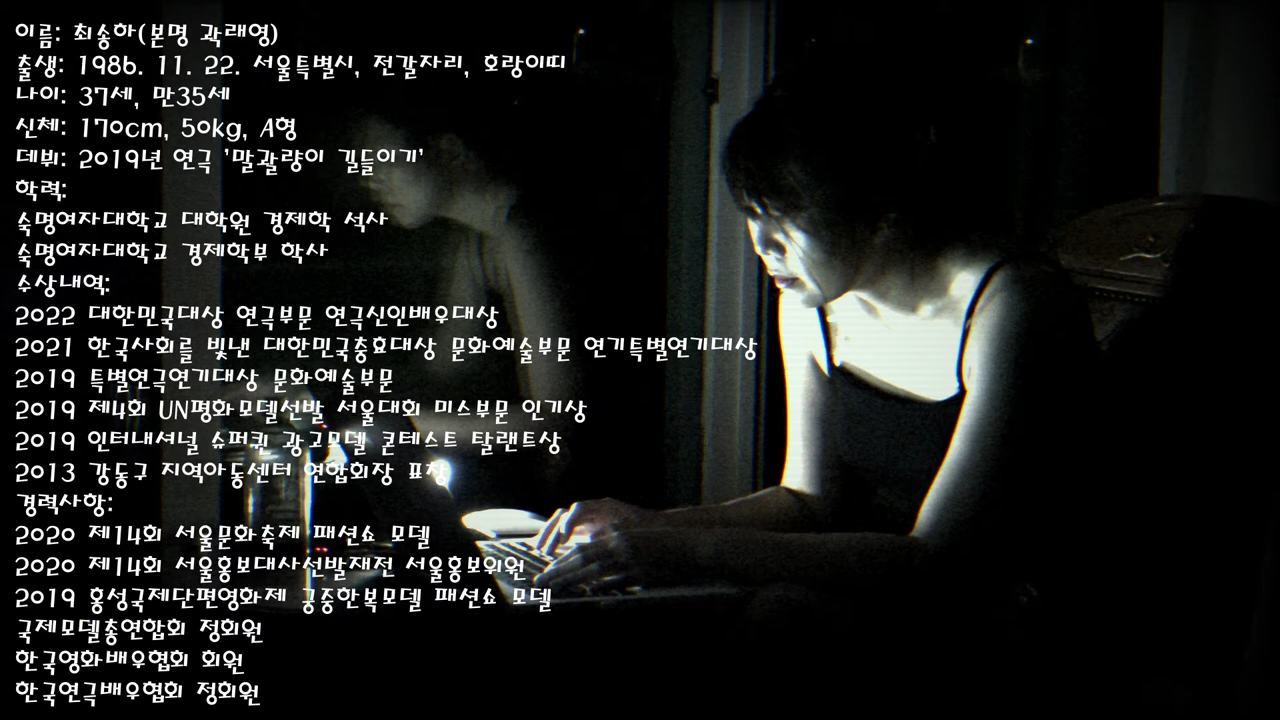 이름: 최송하(본명 곽래영)
출생: 1986. 11. 22. 서울특별시, 전갈자리, 호랑이띠
나이: 37세, 만35세
신체: 170cm, 50kg, A형
데뷔: 2019년 연극 '말괄량이 길들이기'
학력:
숙명여자대학교 대학원 경제학 석사
숙명여자대학교 경제학부 학사
수상내역:
2022 대한민국대상 연극부문 연극신인배우대상
2021 한국사회를 빛낸 대한민국충효대상 문화예술부문 연기특별연기대상
2019 특별연극연기대상 문화예술부문
2019 제4회 UN평화모델선발 서울대회 미스부문 인기상
2019 인터내셔널 슈퍼퀸 광고모델 콘테스트 탈랜트상
2013 강동구 지역아동센터 연합회장 표창
경력사항:
2020 제14회 서울문화축제 패션쇼 모델
2020 제14회 서울홍보대사선발재전 서울홍보위원
2019 홍성국제단편영화제 궁중한복모델 패션쇼 모델
국제모델총연합회 정회원
한국영화배우협회 회원
한국연극배우협회 정회원